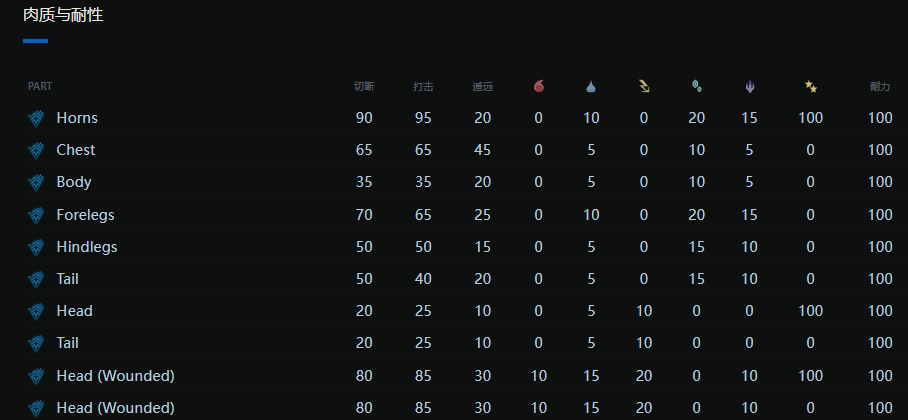 肉质与耐性
PART 切断 打击 遥远 耐力
Horns 90 95 20 0 10 0 20 15 100 100
Chest 65 65 45 0 5 0 10 5 0 100
Body 35 35 20 0 5 0 10 5 0 100
Forelegs 70 65 25 0 10 0 20 15 0 100
Hindlegs 50 50 15 0 5 0 15 10 0 100
Tail 50 40 20 0 5 0 15 10 0 100
Head 20 25 10 0 5 10 0 0 100 100
Tail 20 25 10 0 5 10 0 0 0 100
Head (Wounded) 80 85 30 10 15 20 0 10 100 100
Head (Wounded) 80 85 30 10 15 20 0 10 0 100